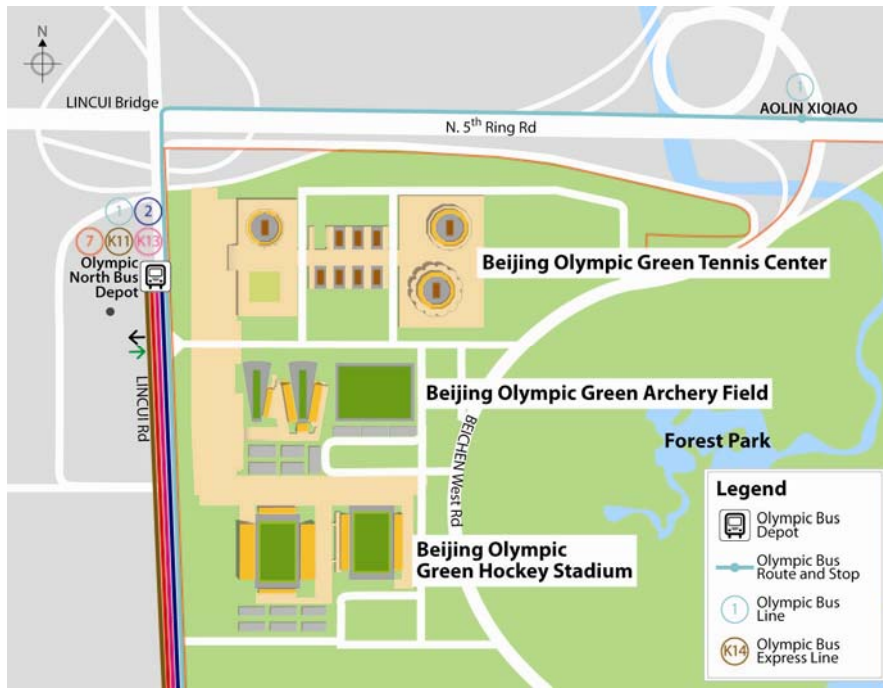 N
LINCUI Bridge
1
AOLIN XIQIAO
N. 5th Ring Rd
1 2
7 K11 K13
Olympic
North Bus
Depot
Beijing Olympic Green Tennis Center
LINCUI Rd
Beijing Olympic Green Archery Field
BEICHEN West Rd
Forest Park
Beijing Olympic
Green Hockey Stadium
Legend
Olympic Bus
Depot
Olympic Bus
Route and Stop
1 Olympic Bus
Line
K14 Olympic Bus
Express Line